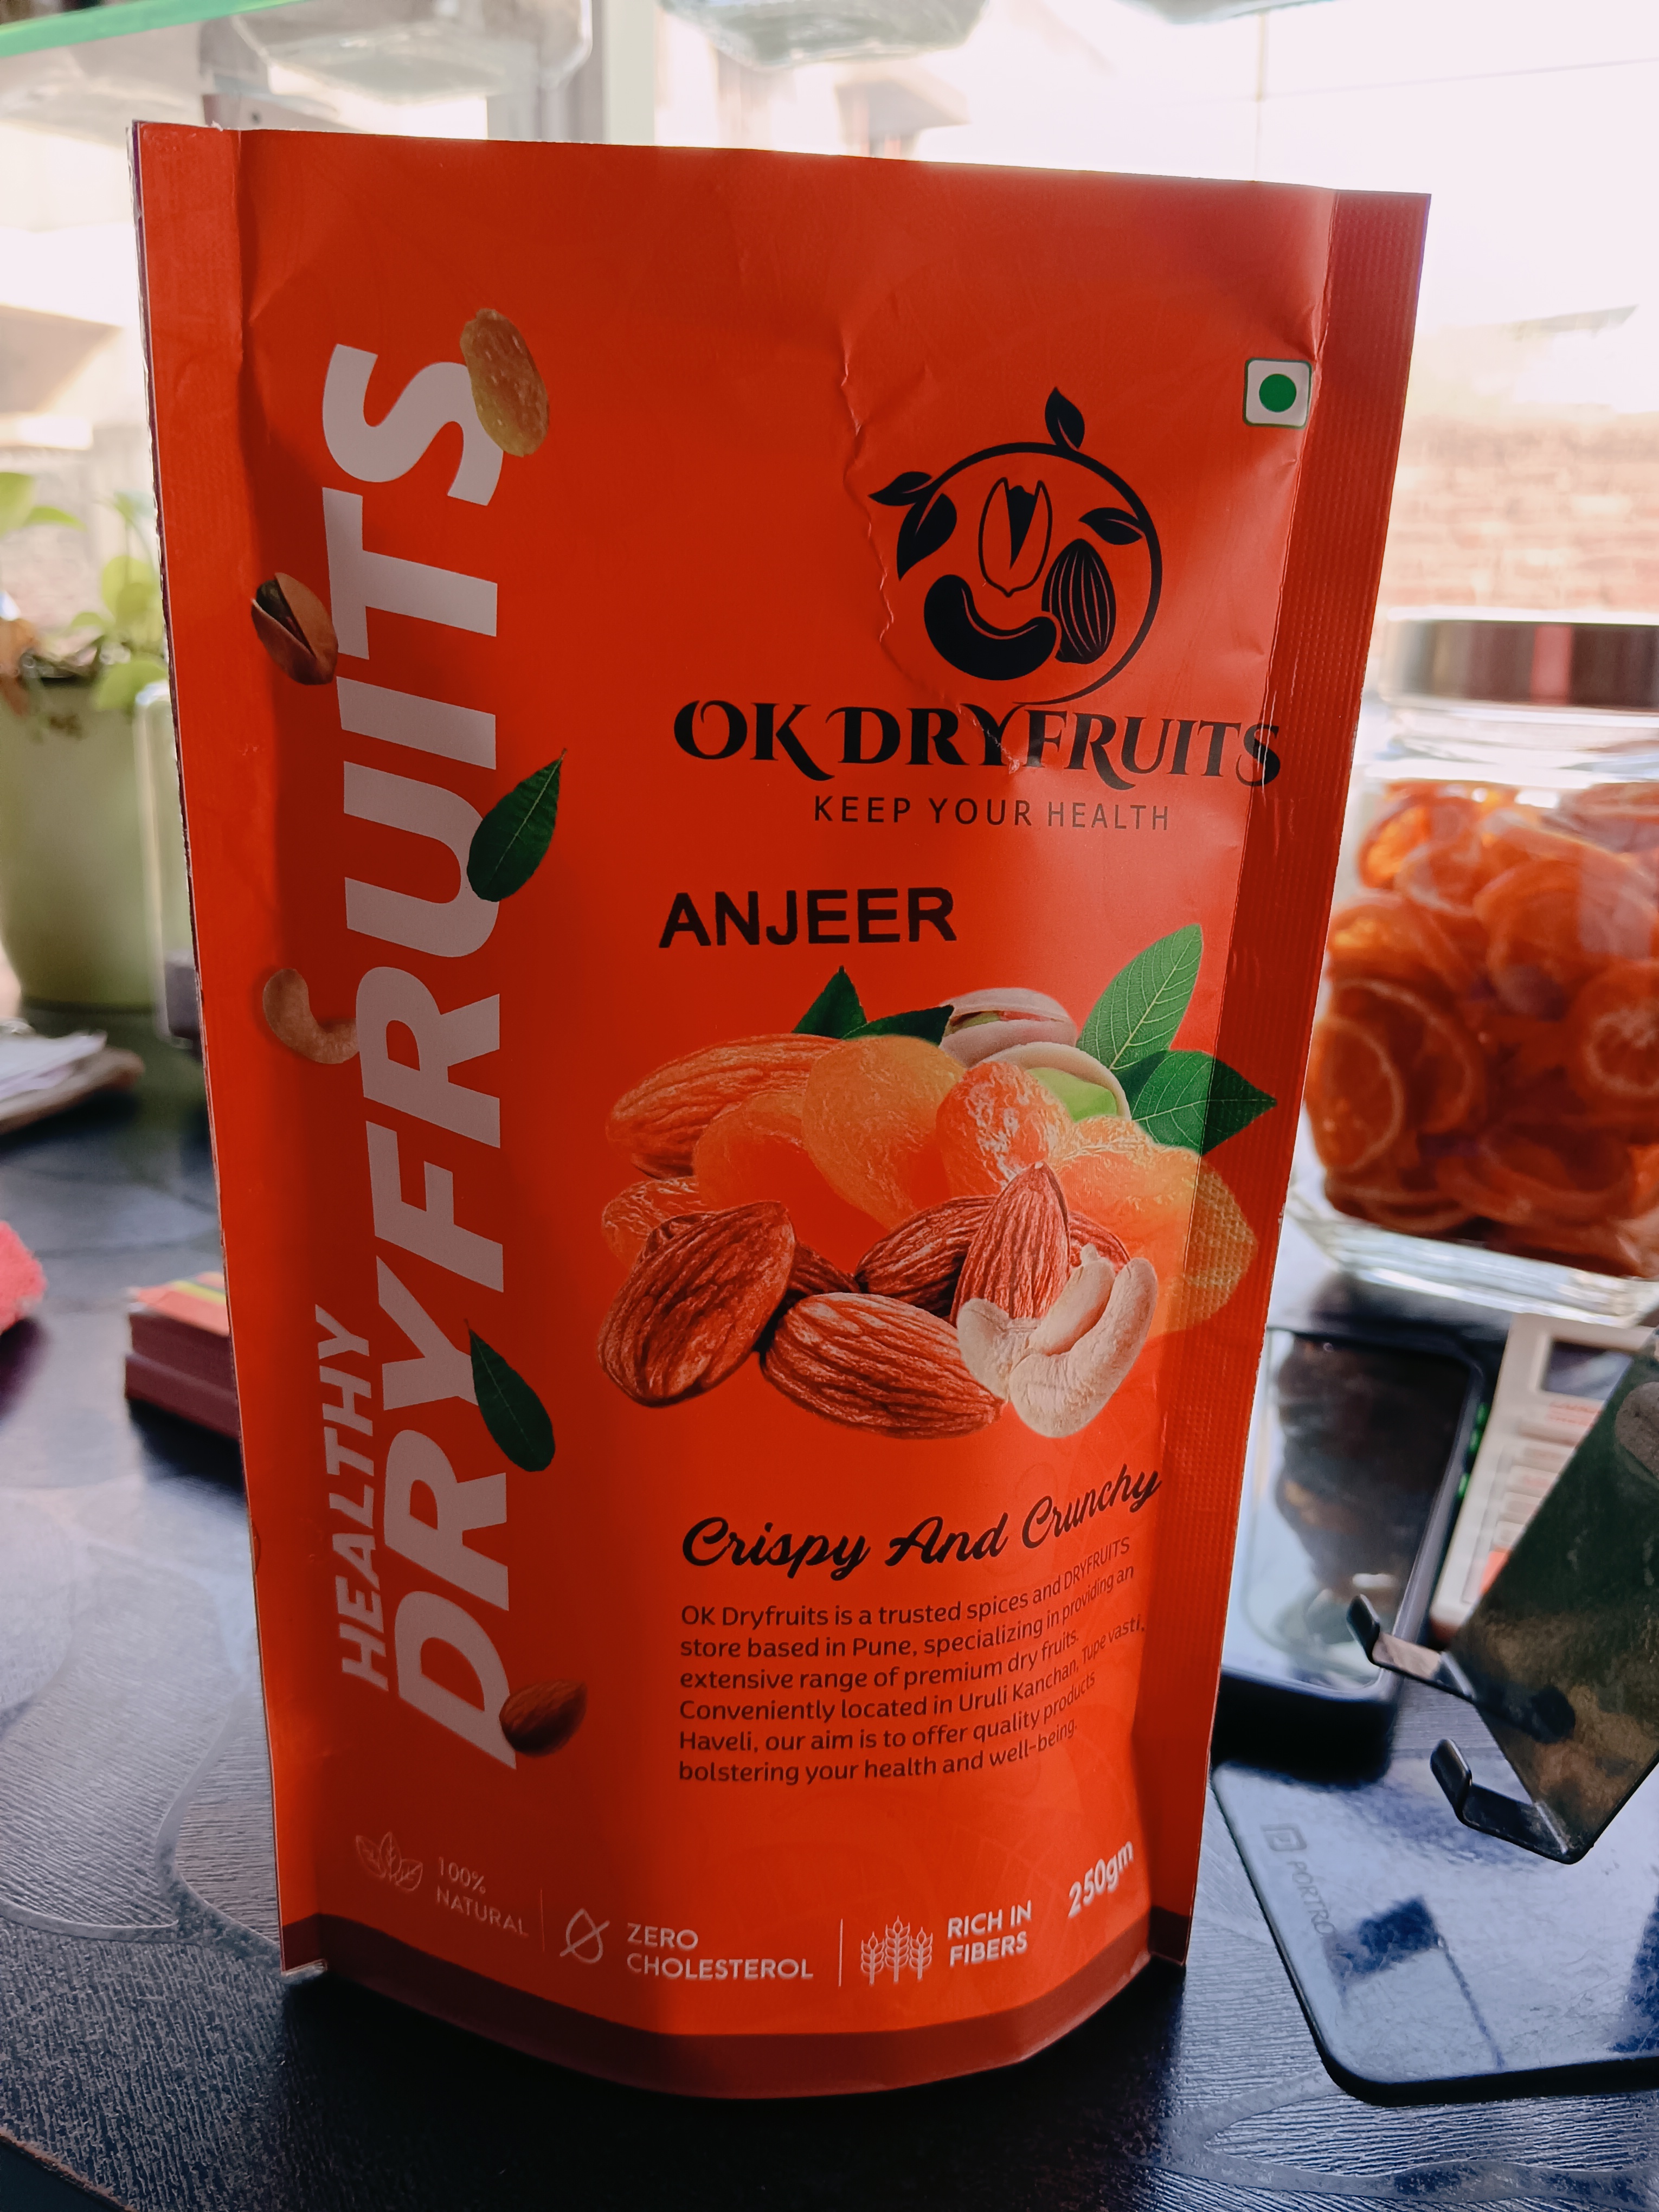 HEALTHY
DRYFRUITS
OK DRYFRUITS
KEEP YOUR HEALTH
ANJEER
Crispy And Crunchy
OK Dryfruits is a trusted spices and DRYFRUITS
store based in Pune, specializing in providing an
extensive range of premium dry fruits.
Conveniently located in Uruli Kanchan, Tupe vasti,
Haveli, our aim is to offer quality products
bolstering your health and well-being.
100%
NATURAL
ZERO
CHOLESTEROL
RICH IN
FIBERS
250gm
PORTRO